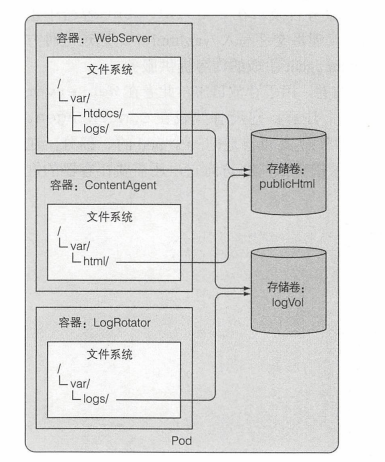 容器：WebServer
文件系统
/
var/
htdocs/
logs/
存储卷：
publicHtml
容器：ContentAgent
文件系统
/
var/
html/
存储卷：
logVol
容器：LogRotator
文件系统
/
var/
logs/
Pod